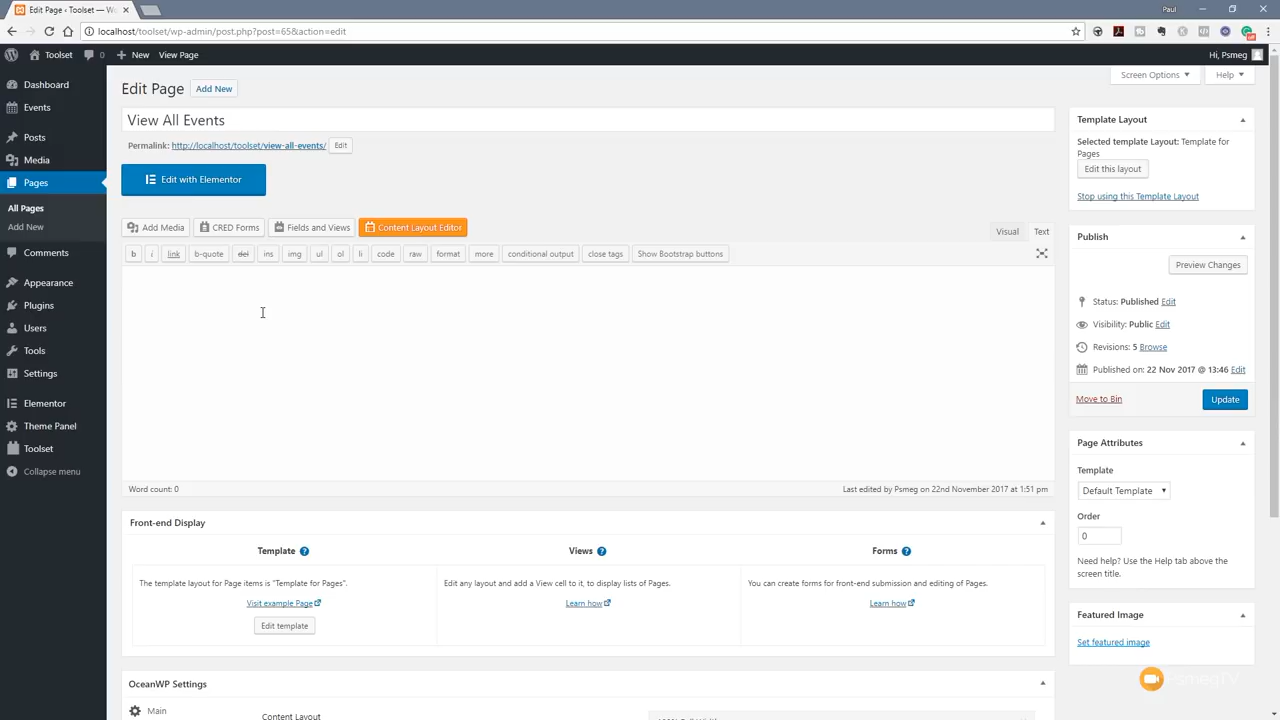 Edit Page ‹ Toolset — W
Paul
localhost/toolset/wp-admin/post.php?post=65&action=edit
Toolset
0
New
View Page
Hi, Psmeg
Dashboard
Events
Posts
Media
Pages
All Pages
Add New
Comments
Appearance
Plugins
Users
Tools
Settings
Elementor
Theme Panel
Toolset
Collapse menu
Screen Options ▼
Help ▼
Edit Page
Add New
View All Events
Permalink: http://localhost/toolset/view-all-events/ Edit
Edit with Elementor
Add Media
CRED Forms
Fields and Views
Content Layout Editor
Visual
Text
b
i
link
b-quote
del
ins
img
ul
ol
li
code
raw
format
more
conditional output
close tags
Show Bootstrap buttons
Word count: 0
Last edited by Psmeg on 22nd November 2017 at 1:51 pm
Front-end Display
Template ?
The template layout for Page items is "Template for Pages".
Visit example Page
Edit template
Views ?
Edit any layout and add a View cell to it, to display lists of Pages.
Learn how
Forms ?
You can create forms for front-end submission and editing of Pages.
Learn how
OceanWP Settings
Main
Content Layout
Template Layout
Selected template Layout: Template for
Pages
Edit this layout
Stop using this Template Layout
Publish
Preview Changes
Status: Published Edit
Visibility: Public Edit
Revisions: 5 Browse
Published on: 22 Nov 2017 @ 13:46 Edit
Move to Bin
Update
Page Attributes
Template
Default Template
Order
0
Need help? Use the Help tab above the
screen title.
Featured Image
Set featured image
PsmegTV